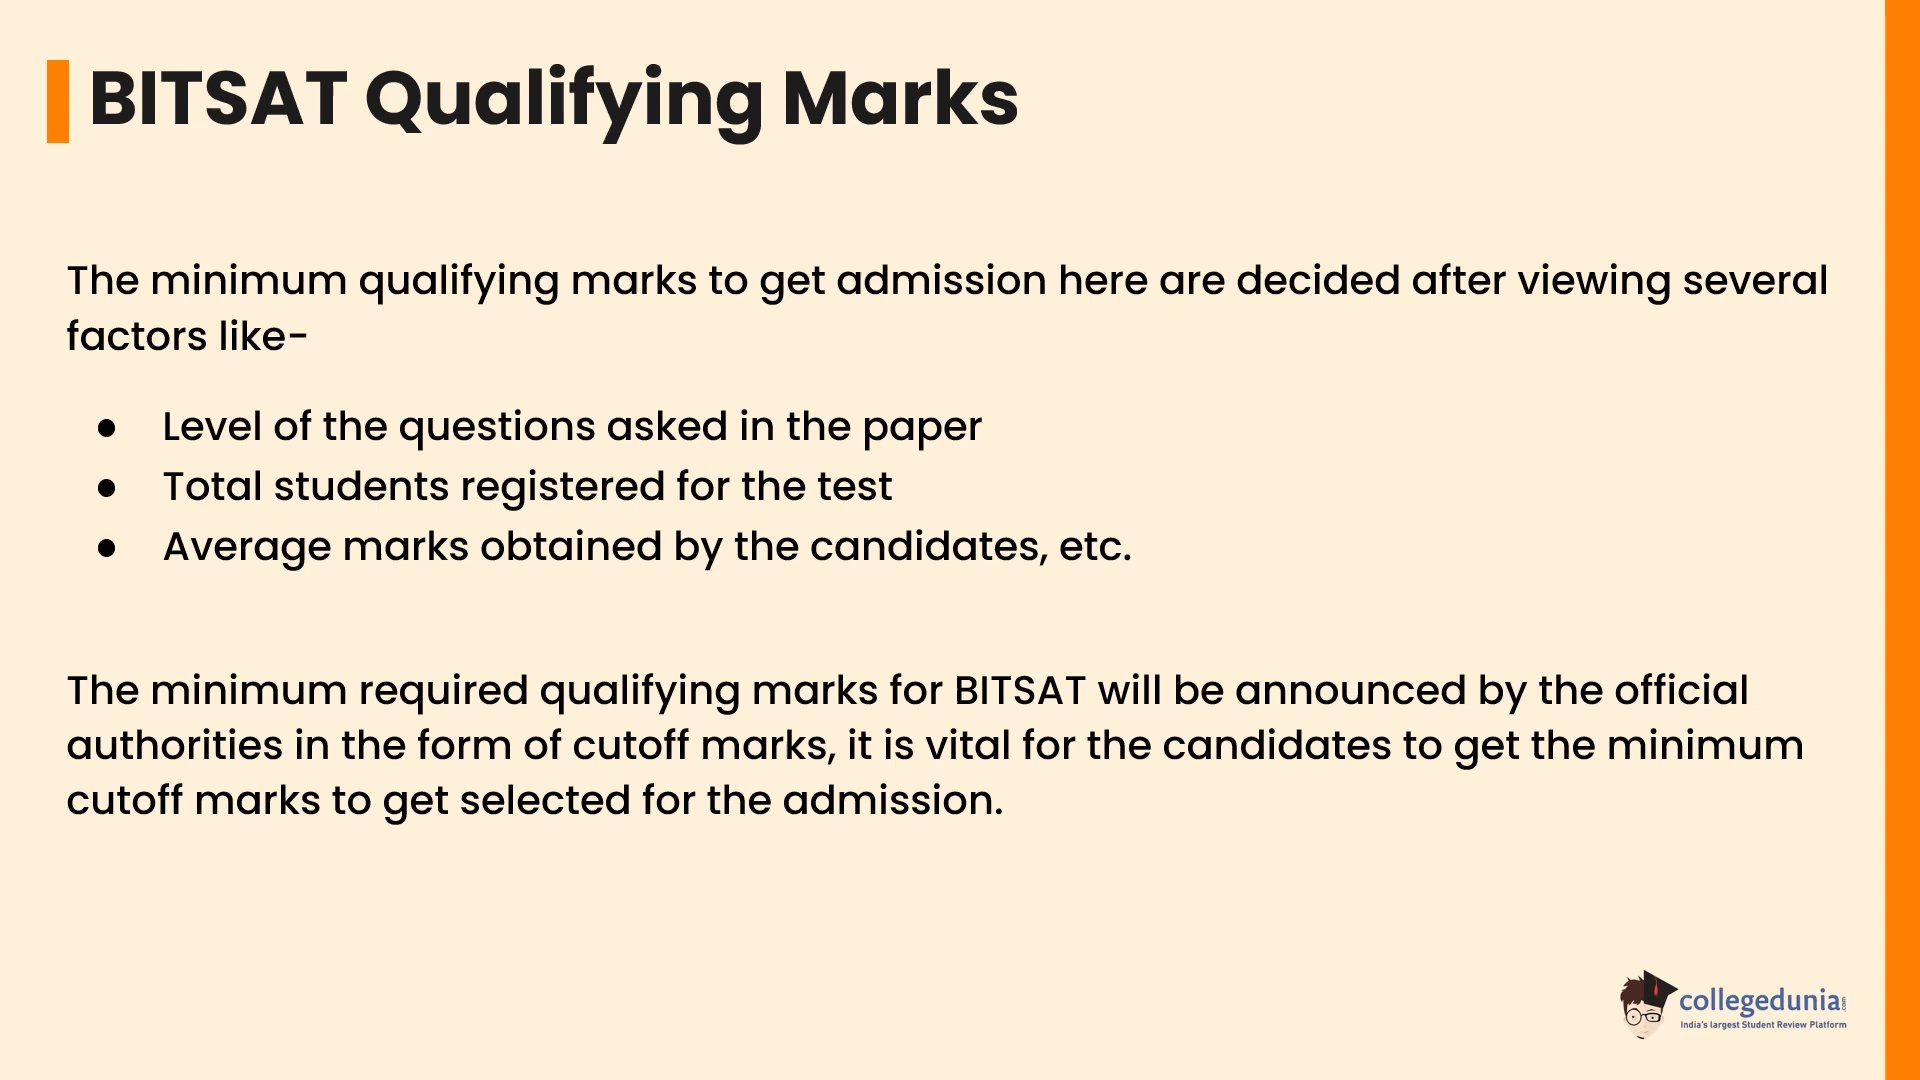 BITSAT Qualifying Marks
The minimum qualifying marks to get admission here are decided after viewing several
factors like-
● Level of the questions asked in the paper
● Total students registered for the test
● Average marks obtained by the candidates, etc.
The minimum required qualifying marks for BITSAT will be announced by the official
authorities in the form of cutoff marks, it is vital for the candidates to get the minimum
cutoff marks to get selected for the admission.
collegedunia.com
India's largest Student Review Platform